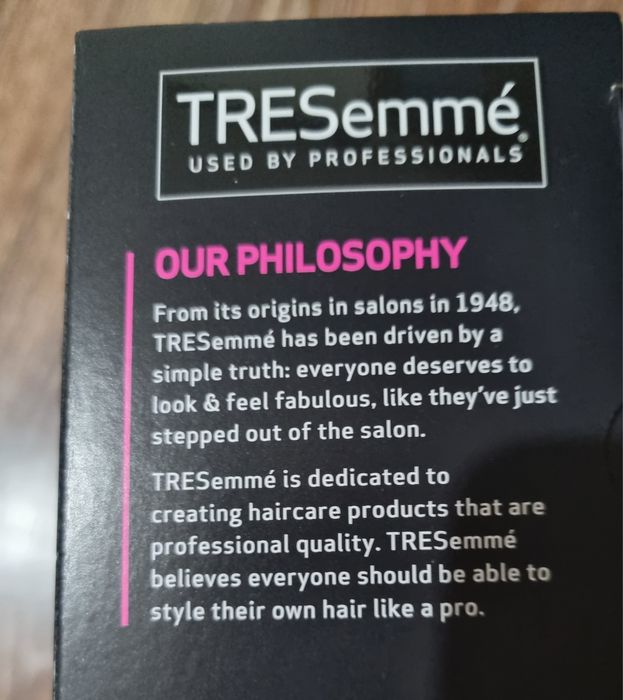 TRESemmé®
USED BY PROFESSIONALS
OUR PHILOSOPHY
From its origins in salons in 1948,
TRESemmé has been driven by a
simple truth: everyone deserves to
look & feel fabulous, like they've just
stepped out of the salon.
TRESemmé is dedicated to
creating haircare products that are
professional quality. TRESemmé
believes everyone should be able to
style their own hair like a pro.